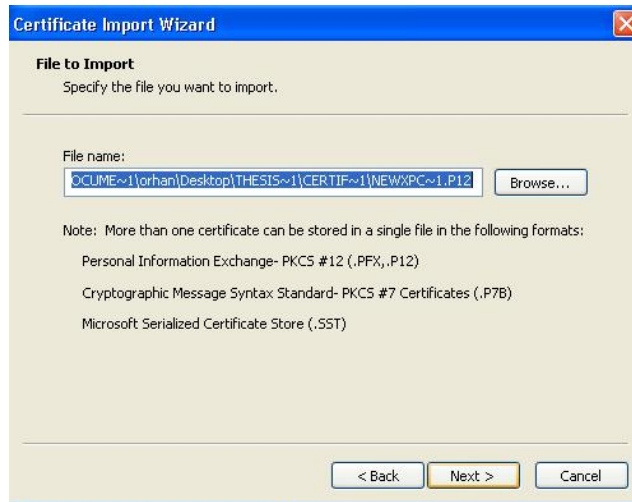 Certificate Import Wizard
File to Import
Specify the file you want to import.
File name:
OCUME~1\orhan\Desktop\THESIS~1\CERTIF~1\NEWXPC~1.P12
Browse...
Note: More than one certificate can be stored in a single file in the following formats:
Personal Information Exchange- PKCS #12 (.PFX,.P12)
Cryptographic Message Syntax Standard- PKCS #7 Certificates (.P7B)
Microsoft Serialized Certificate Store (.SST)
< Back Next > Cancel